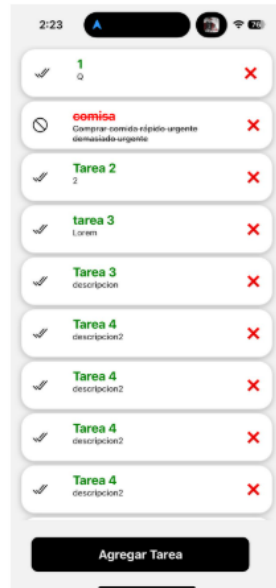 2:23
76
1
Q
comisa
Comprar comida rápido urgente
demasiado urgente
Tarea 2
2
tarea 3
Lorem
Tarea 3
descripcion
Tarea 4
descripcion2
Tarea 4
descripcion2
Tarea 4
descripcion2
Tarea 4
descripcion2
Agregar Tarea